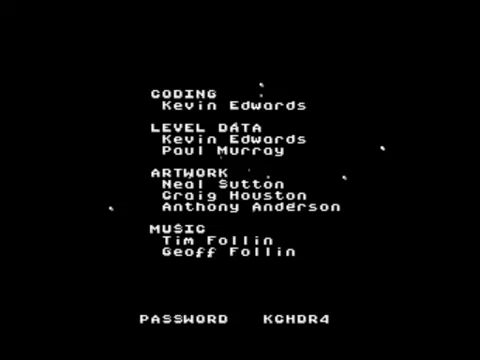 CODING
Kevin Edwards
LEVEL DATA
Kevin Edwards
Paul Murray
ARTWORK
Neal Sutton
Craig Houston
Anthony Anderson
MUSIC
Tim Follin
Geoff Follin
PASSWORD KGHDR4